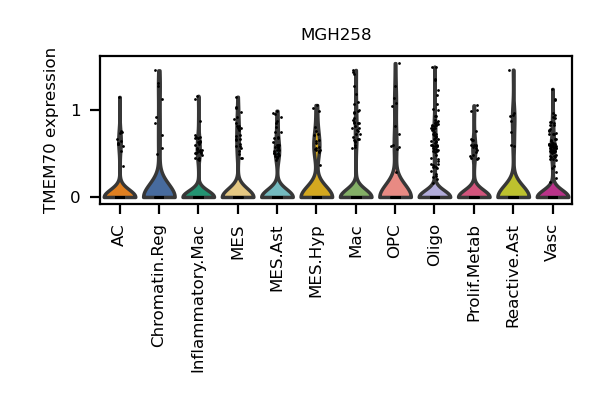 MGH258
TMEM70 expression
1
0
AC
Chromatin.Reg
Inflammatory.Mac
MES
MES.Ast
MES.Hyp
Mac
OPC
Oligo
Prolif.Metab
Reactive.Ast
Vasc